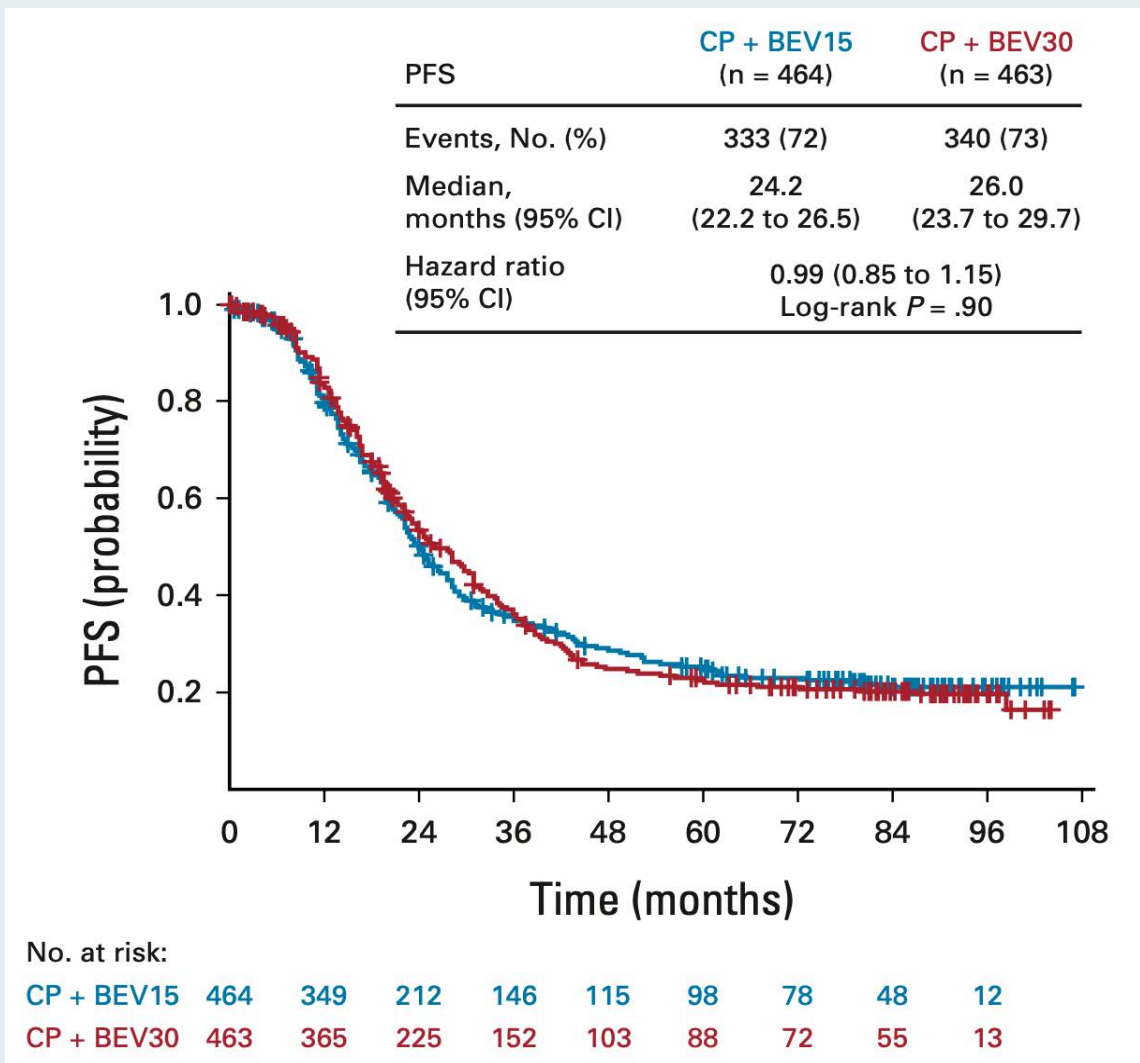 CP + BEV15 CP + BEV30
PFS (n = 464) (n = 463)
Events, No. (%) 333 (72) 340 (73)
Median, 24.2 26.0
months (95% CI) (22.2 to 26.5) (23.7 to 29.7)
Hazard ratio 0.99 (0.85 to 1.15)
(95% CI) Log-rank P = .90
PFS (probability)
1.0
0.8
0.6
0.4
0.2
0 12 24 36 48 60 72 84 96 108
Time (months)
No. at risk:
CP + BEV15 464 349 212 146 115 98 78 48 12
CP + BEV30 463 365 225 152 103 88 72 55 13